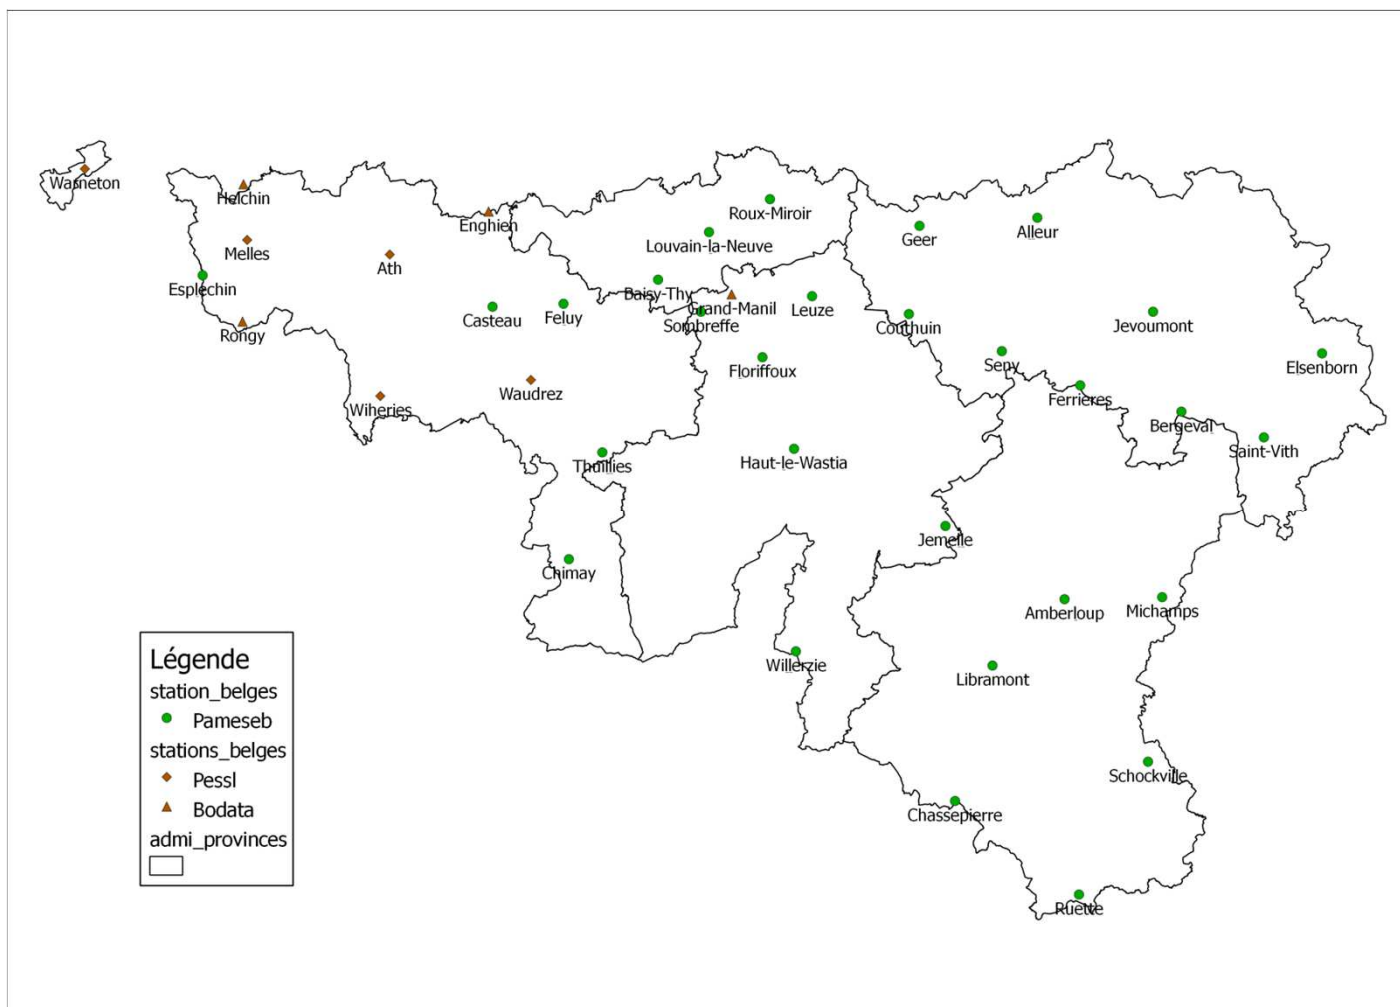 Warneton
Helchin
Enghien
Roux-Miroir
Louvain-la-Neuve
Geer
Alleur
Melles
Ath
Esplechin
Baisy-Thy
Grand-Manil
Leuze
Casteau
Feluy
Sombreffe
Couthuin
Jevoumont
Rongy
Floriffoux
Seny
Elsenborn
Waudrez
Ferrières
Wiheries
Bergeval
Saint-Vith
Thuillies
Haut-le-Wastia
Jemelle
Chimay
Amberloup
Michamps
Willerzie
Libramont
Schockville
Chassepierre
Ruette
Légende
station_belges
Pameseb
stations_belges
Pessl
Bodata
admi_provinces